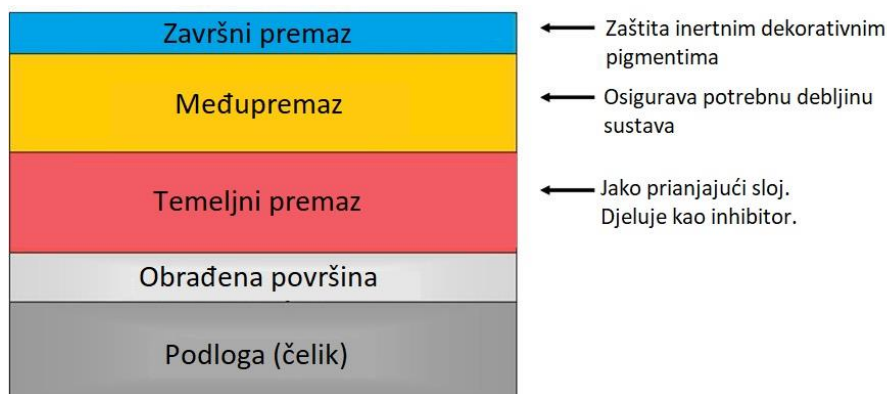 Završni premaz
Zaštita inertnim dekorativnim
pigmentima
Međupremaz
Osigurava potrebnu debljinu
sustava
Temeljni premaz
Jako prianjajući sloj.
Djeluje kao inhibitor.
Obrađena površina
Podloga (čelik)